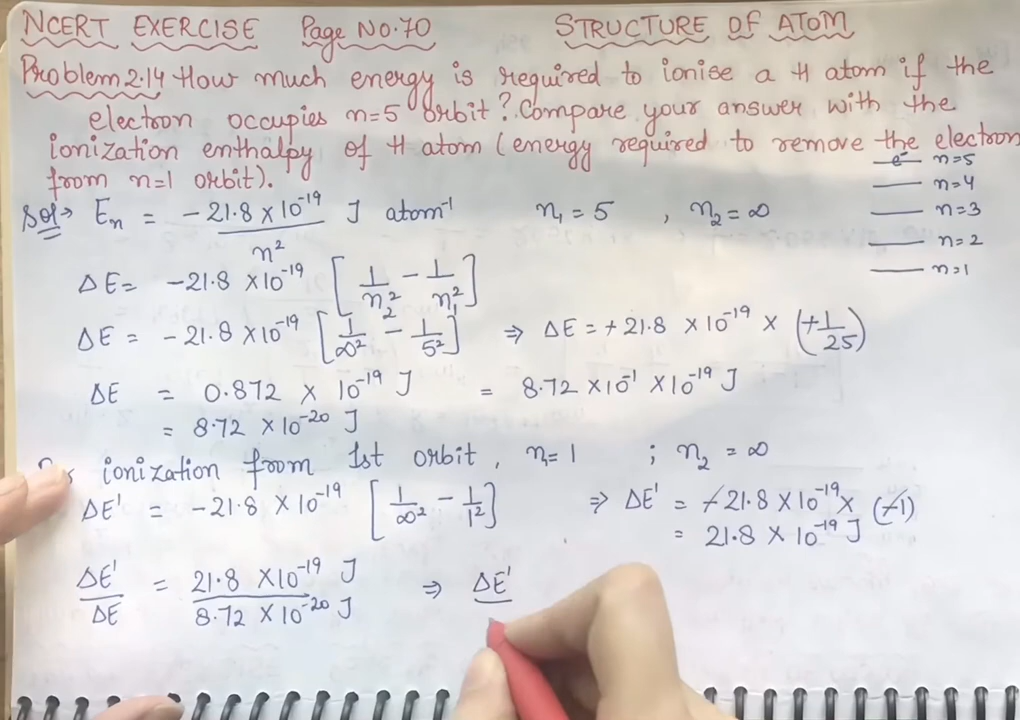 NCERT EXERCISE Page No.70 STRUCTURE Of ATOM
Problem 2.14 How much energy is required to ionise a H atom if the
electron occupies n=5 orbit? Compare your answer with the
ionization enthalpy of H atom (energy required to remove the electron
from n=1 orbit).
e⁻ n=5
n=4
n=3
n=2
n=1
Sol→ Eₙ = -21.8 × 10⁻¹⁹ / n² J atom⁻¹ n₁ = 5 , n₂ = ∞
ΔE = -21.8 × 10⁻¹⁹ [1/n₂² - 1/n₁²]
ΔE = -21.8 × 10⁻¹⁹ [1/∞² - 1/5²] ⇒ ΔE = +21.8 × 10⁻¹⁹ × (+1/25)
ΔE = 0.872 × 10⁻¹⁹ J = 8.72 × 10⁻¹ × 10⁻¹⁹ J
= 8.72 × 10⁻²⁰ J
ionization from 1st orbit, n₁=1 ; n₂ = ∞
ΔE' = -21.8 × 10⁻¹⁹ [1/∞² - 1/1²] ⇒ ΔE' = -21.8 × 10⁻¹⁹ × (-1)
= 21.8 × 10⁻¹⁹ J
ΔE'/ΔE = 21.8 × 10⁻¹⁹ J / 8.72 × 10⁻²⁰ J ⇒ ΔE'